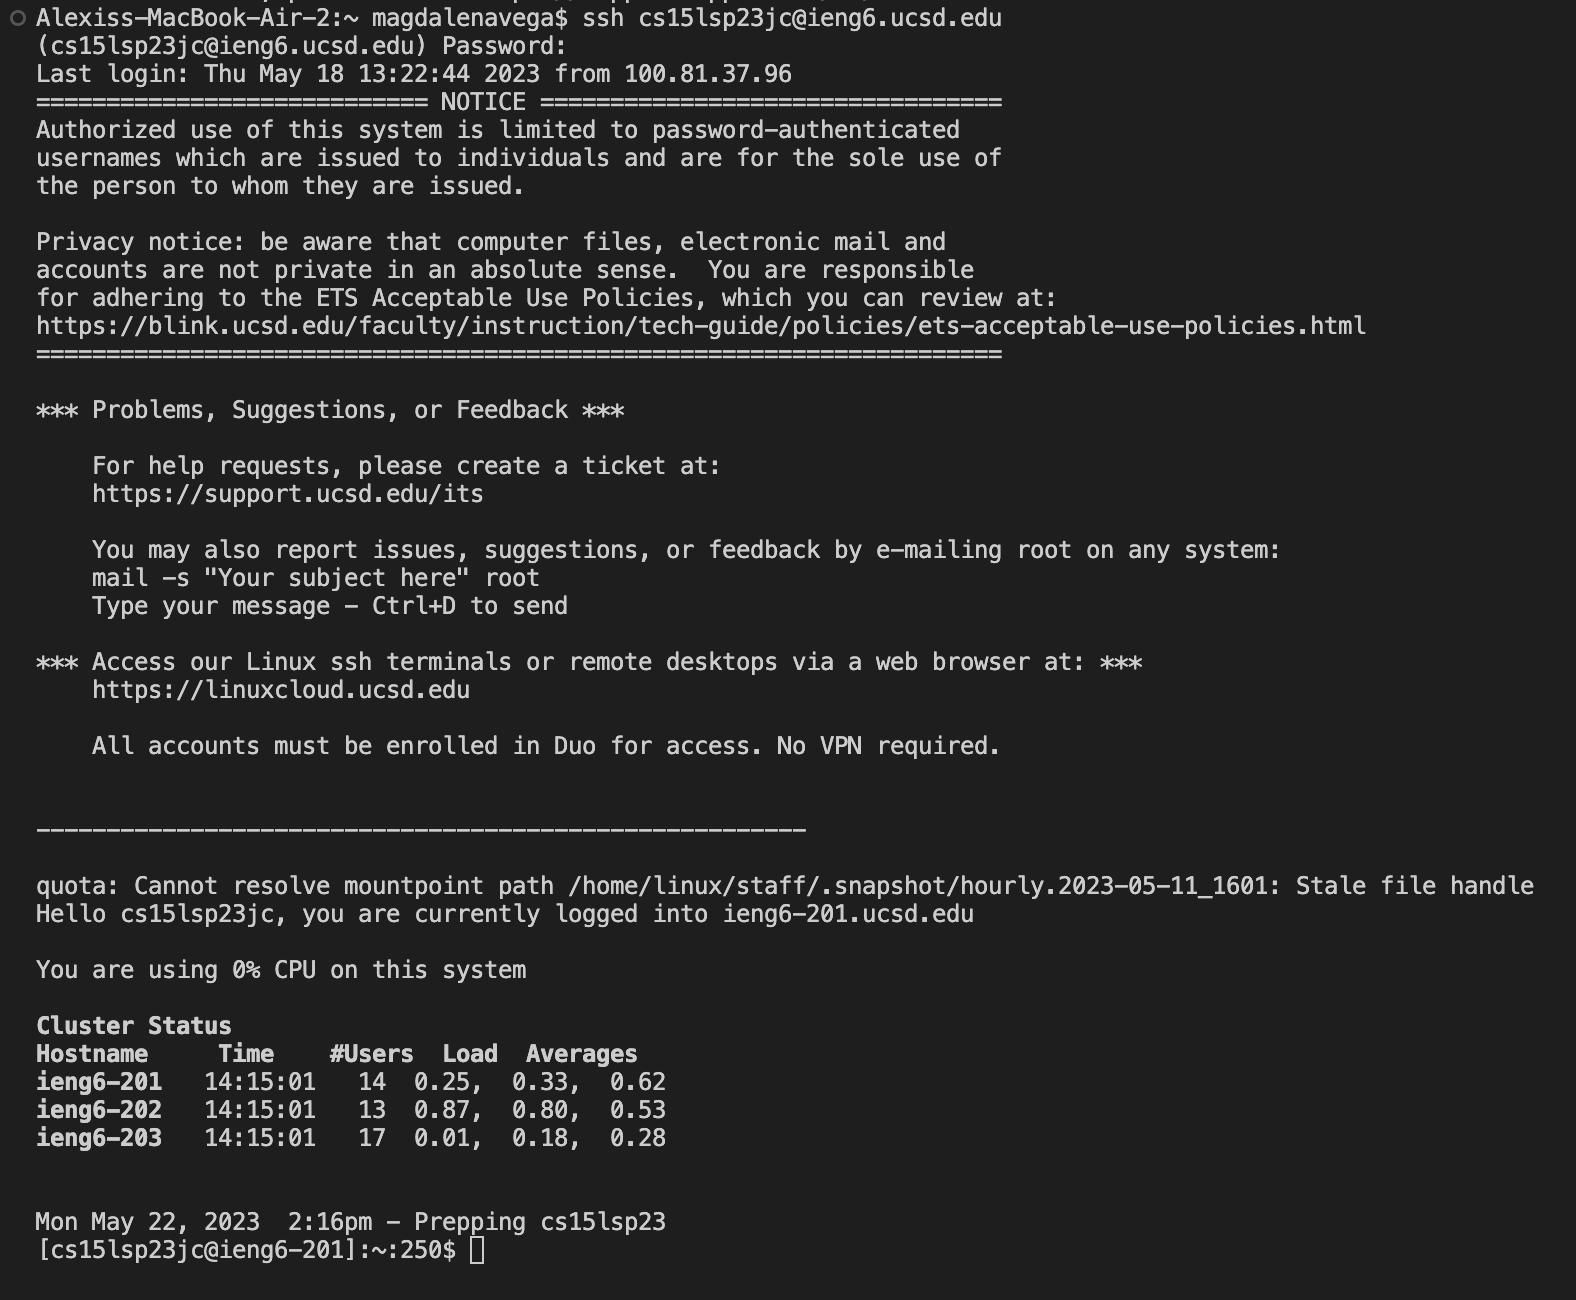 Alexiss-MacBook-Air-2:~ magdalenavega$ ssh cs15lsp23jc@ieng6.ucsd.edu
(cs15lsp23jc@ieng6.ucsd.edu) Password:
Last login: Thu May 18 13:22:44 2023 from 100.81.37.96
============================ NOTICE =================================
Authorized use of this system is limited to password-authenticated
usernames which are issued to individuals and are for the sole use of
the person to whom they are issued.

Privacy notice: be aware that computer files, electronic mail and
accounts are not private in an absolute sense.  You are responsible
for adhering to the ETS Acceptable Use Policies, which you can review at:
https://blink.ucsd.edu/faculty/instruction/tech-guide/policies/ets-acceptable-use-policies.html
=====================================================================

*** Problems, Suggestions, or Feedback ***

    For help requests, please create a ticket at:
    https://support.ucsd.edu/its

    You may also report issues, suggestions, or feedback by e-mailing root on any system:
    mail -s "Your subject here" root
    Type your message - Ctrl+D to send

*** Access our Linux ssh terminals or remote desktops via a web browser at: ***
    https://linuxcloud.ucsd.edu

    All accounts must be enrolled in Duo for access. No VPN required.

-------------------------------------------------------

quota: Cannot resolve mountpoint path /home/linux/staff/.snapshot/hourly.2023-05-11_1601: Stale file handle
Hello cs15lsp23jc, you are currently logged into ieng6-201.ucsd.edu

You are using 0% CPU on this system

Cluster Status
Hostname     Time    #Users  Load  Averages
ieng6-201   14:15:01   14  0.25,  0.33,  0.62
ieng6-202   14:15:01   13  0.87,  0.80,  0.53
ieng6-203   14:15:01   17  0.01,  0.18,  0.28

Mon May 22, 2023  2:16pm - Prepping cs15lsp23
[cs15lsp23jc@ieng6-201]:~:250$